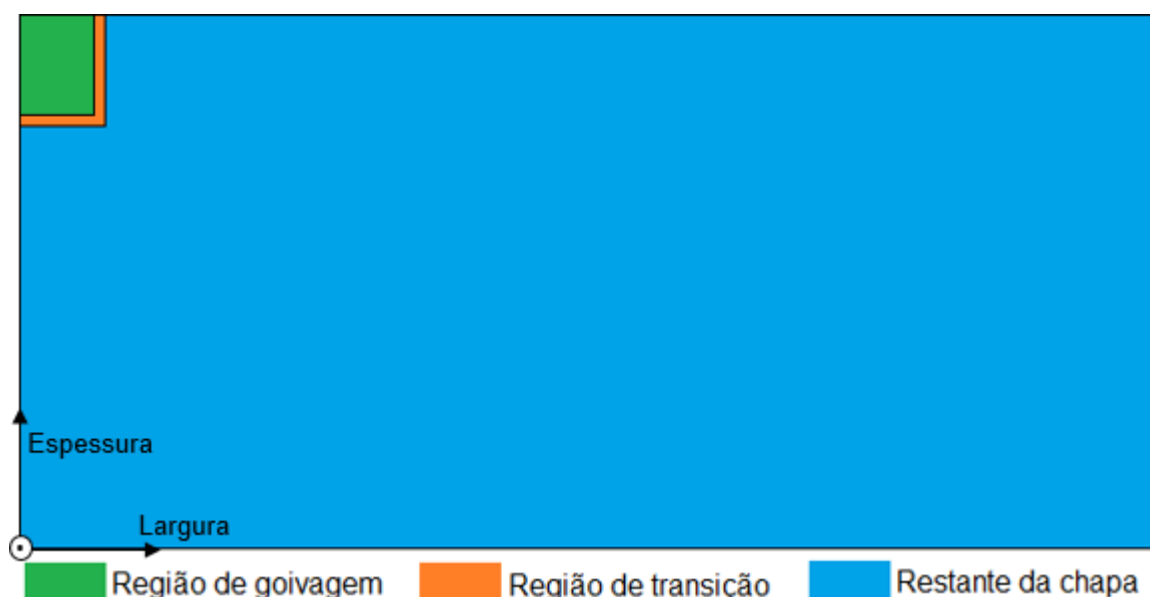 Espessura
Largura
Região de goivagem
Região de transição
Restante da chapa